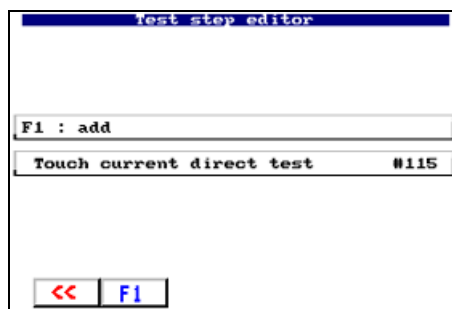 Test step editor
F1 : add
Touch current direct test #115
<< F1